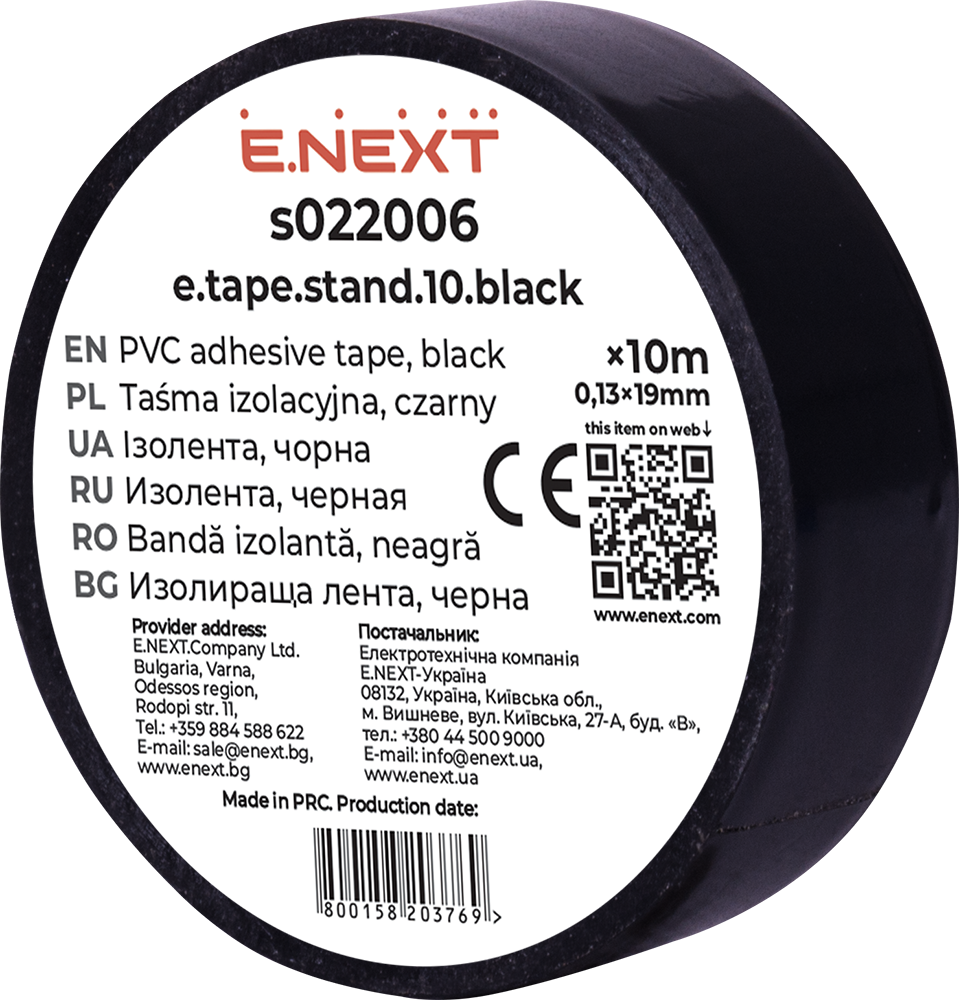 E.NEXT
s022006
e.tape.stand.10.black
EN PVC adhesive tape, black
PL Taśma izolacyjna, czarny
UA Ізолента, чорна
RU Изолента, черная
RO Bandă izolantă, neagră
BG Изолираща лента, черна
×10m
0,13×19mm
this item on web↓
CE
www.enext.com
Provider address:
E.NEXT.Company Ltd.
Bulgaria, Varna,
Odessos region,
Rodopi str. 11,
Tel.: +359 884 588 622
E-mail: sale@enext.bg,
www.enext.bg
Постачальник:
Електротехнічна компанія
E.NEXT-Україна
08132, Україна, Київська обл.,
м. Вишневе, вул. Київська, 27-А, буд. «В»,
тел.: +380 44 500 9000
E-mail: info@enext.ua,
www.enext.ua
Made in PRC. Production date:
800158 203769 >